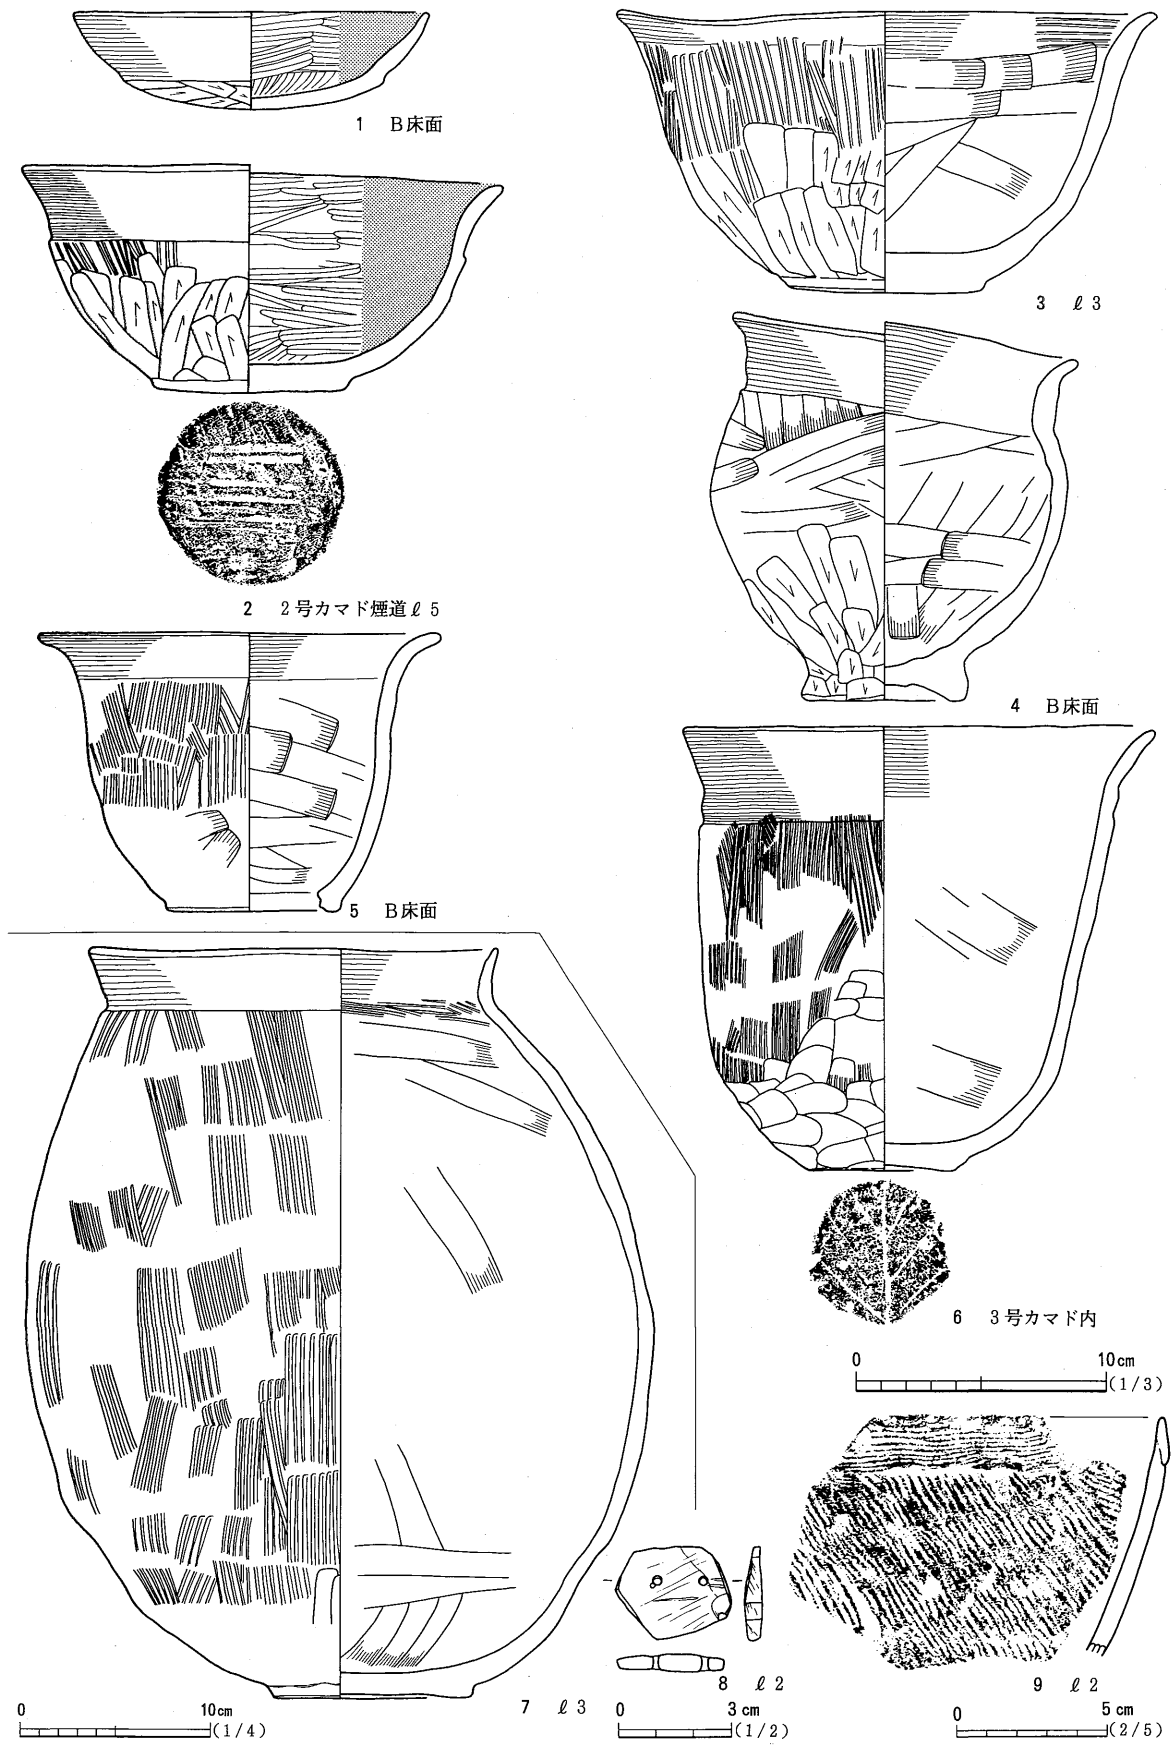 1 B床面
2 2号カマド煙道ℓ5
3 ℓ3
4 B床面
5 B床面
6 3号カマド内
0 10cm (1/3)
7 ℓ3
0 10cm (1/4)
8 ℓ2
0 3cm (1/2)
9 ℓ2
0 5cm (2/5)